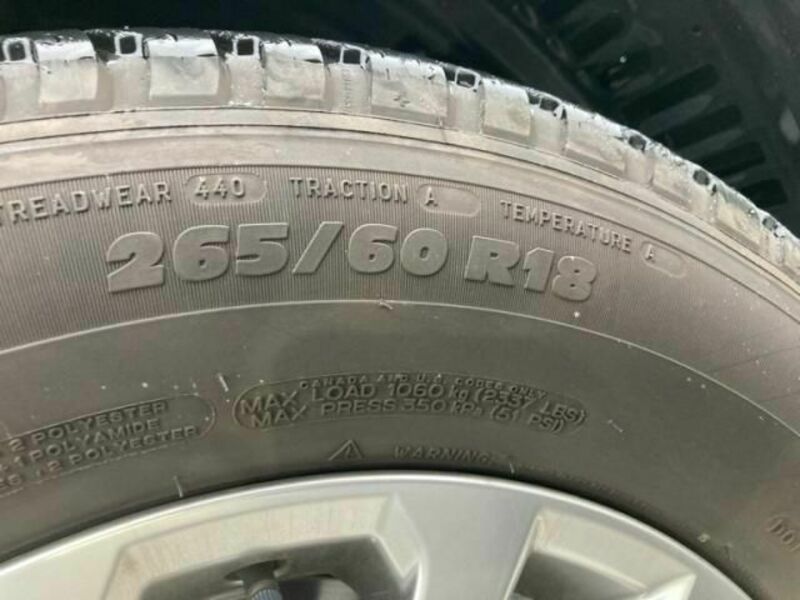 TREADWEAR 440 TRACTION A TEMPERATURE A
265/60 R18
CANADA AND U.S. CODES ONLY
MAX LOAD 1060 kg (2337 LBS)
MAX PRESS 350 kPa (51 PSI)
2 POLYESTER
1 POLYAMIDE
2 POLYESTER
WARNING
DOT